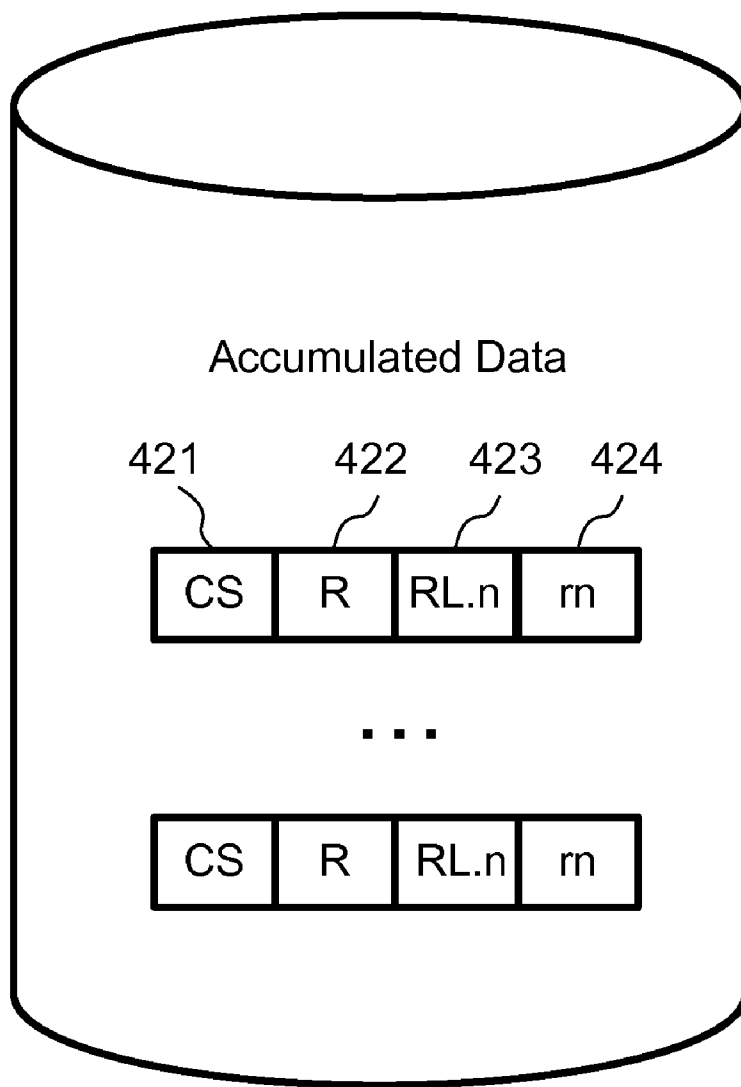 Accumulated Data
421 422 423 424
CS R RL.n rn
...
CS R RL.n rn